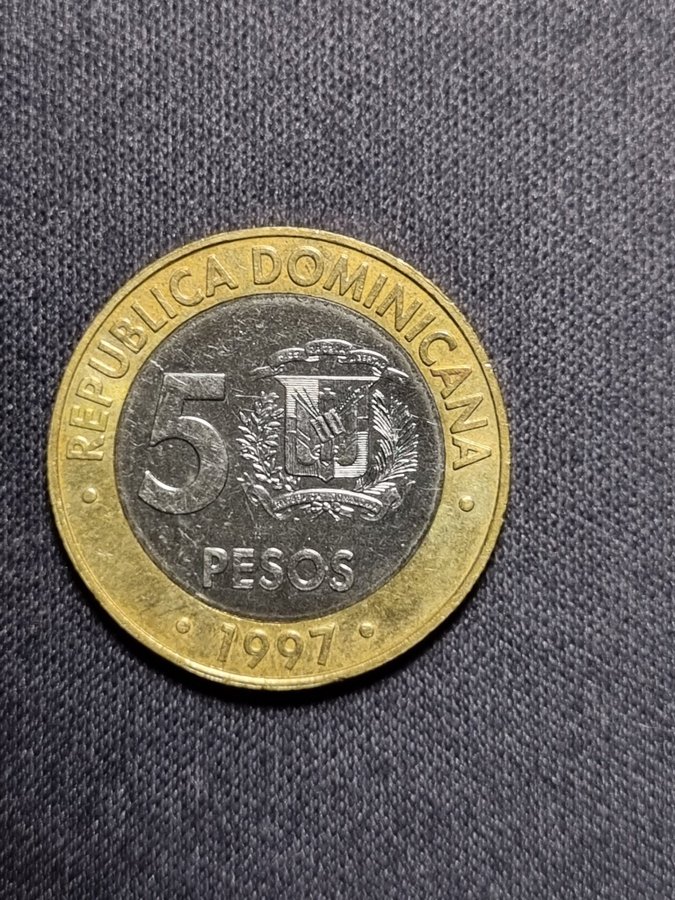 REPUBLICA DOMINICANA
5
PESOS
1997